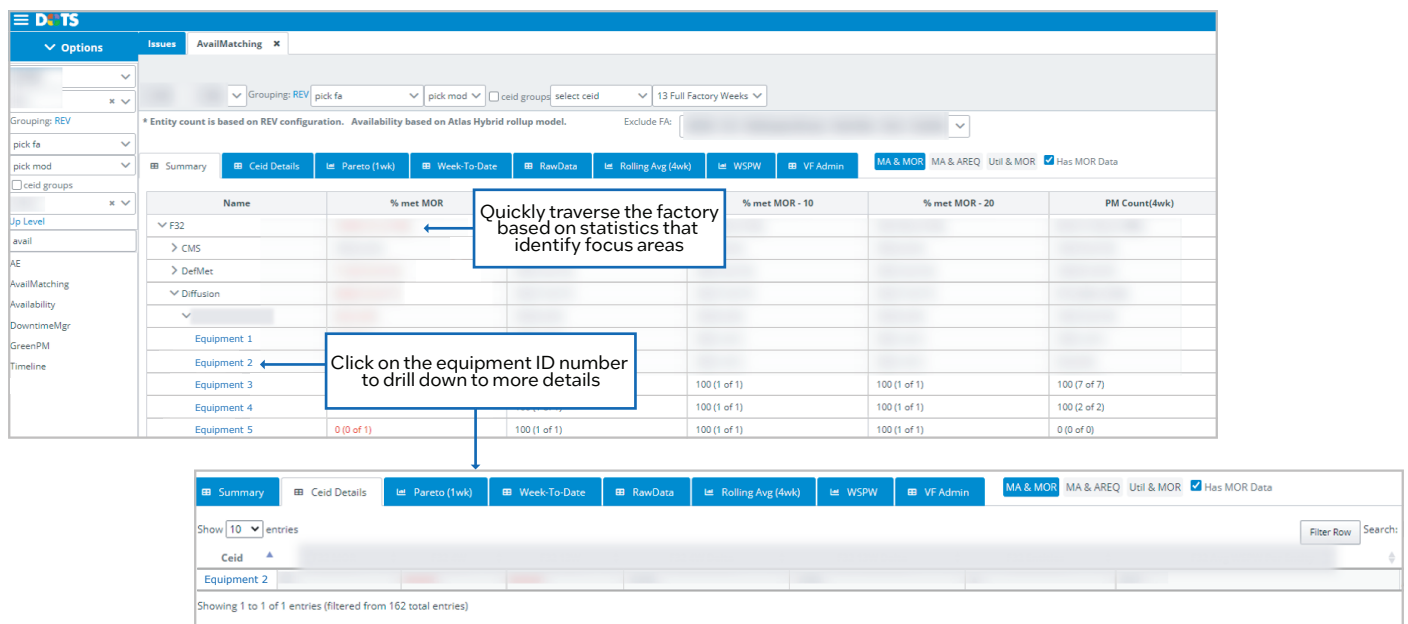 DOTS
Options
Issues AvailMatching ×
Grouping: REV pick fa pick mod ceid groups select ceid 13 Full Factory Weeks
Grouping: REV
* Entity count is based on REV configuration. Availability based on Atlas Hybrid rollup model. Exclude FA:
pick fa
pick mod
ceid groups
Up Level
avail
AE
AvailMatching
Availability
DowntimeMgr
GreenPM
Timeline
Summary Ceid Details Pareto (1wk) Week-To-Date RawData Rolling Avg (4wk) WSPW VF Admin MA & MOR MA & AREQ Util & MOR Has MOR Data
Name % met MOR % met MOR - 10 % met MOR - 20 PM Count(4wk)
Quickly traverse the factory
based on statistics that
identify focus areas
F32
CMS
DefMet
Diffusion
Equipment 1
Equipment 2
Click on the equipment ID number
to drill down to more details
Equipment 3 100 (1 of 1) 100 (1 of 1) 100 (7 of 7)
Equipment 4 100 (1 of 1) 100 (1 of 1) 100 (2 of 2)
Equipment 5 0 (0 of 1) 100 (1 of 1) 100 (1 of 1) 100 (1 of 1) 0 (0 of 0)
Summary Ceid Details Pareto (1wk) Week-To-Date RawData Rolling Avg (4wk) WSPW VF Admin MA & MOR MA & AREQ Util & MOR Has MOR Data
Show 10 entries Filter Row Search:
Ceid
Equipment 2
Showing 1 to 1 of 1 entries (filtered from 162 total entries)